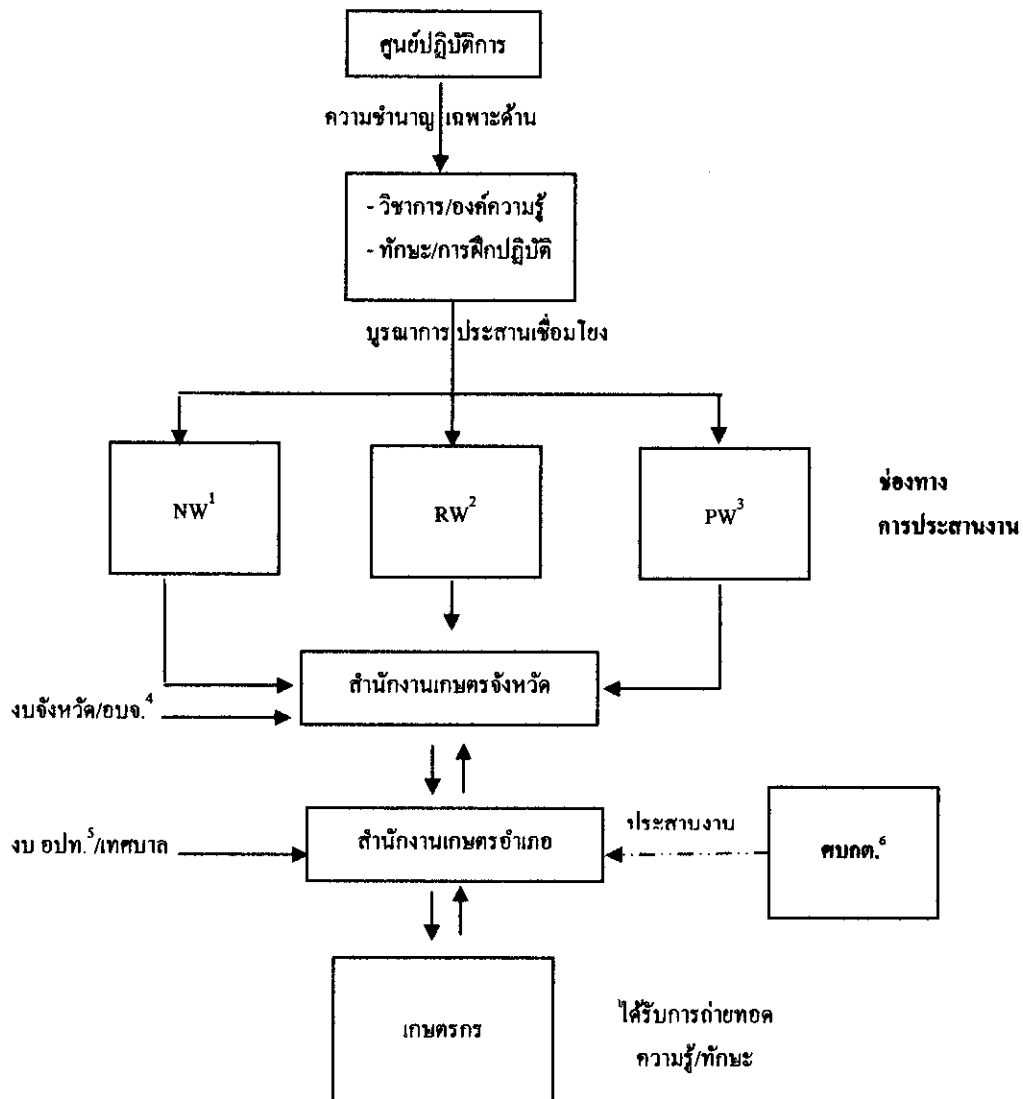 ศูนย์ปฏิบัติการ
ความชำนาญ เฉพาะด้าน
- วิชาการ/องค์ความรู้
- ทักษะ/การฝึกปฏิบัติ
บูรณาการ ประสานเชื่อมโยง
NW¹
RW²
PW³
ช่องทาง
การประสานงาน
สำนักงานเกษตรจังหวัด
งบจังหวัด/อบจ.⁴
สำนักงานเกษตรอำเภอ
งบ อปท.⁵/เทศบาล
ประสานงาน
ศบกต.⁶
เกษตรกร
ได้รับการถ่ายทอด
ความรู้/ทักษะ